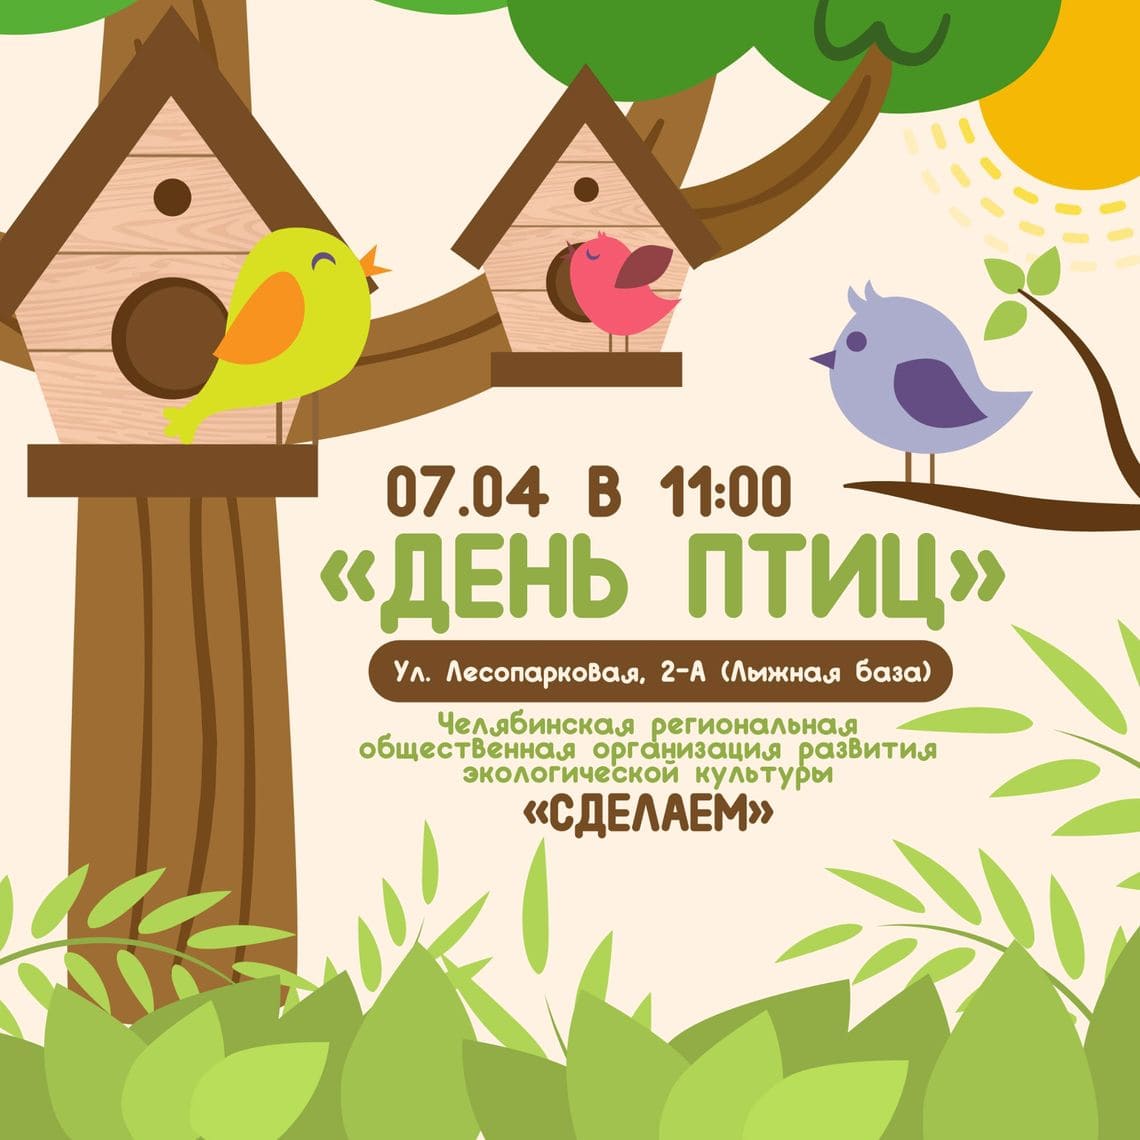 07.04 В 11:00
«ДЕНЬ ПТИЦ»
Ул. Лесопарковая, 2-А (Лыжная база)
Челябинская региональная
общественная организация развития
экологической культуры
«СДЕЛАЕМ»